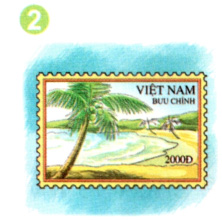 2
VIỆT NAM
BƯU CHÍNH
2000Đ